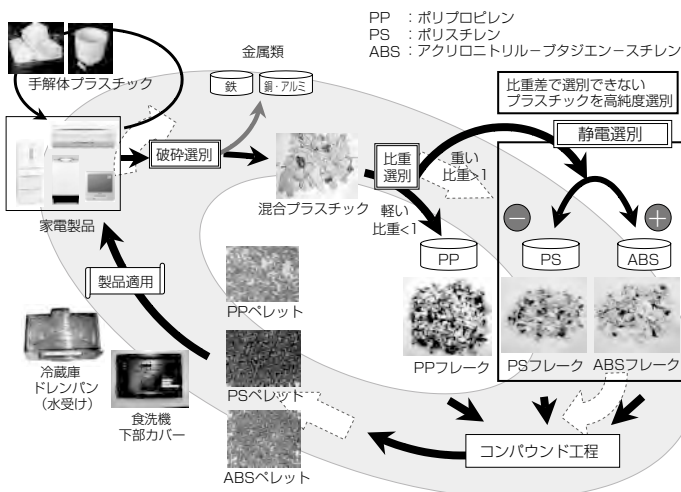 PP ：ポリプロピレン
PS ：ポリスチレン
ABS：アクリロニトリルーブタジエンースチレン
手解体プラスチック
金属類
鉄
銅・アルミ
比重差で選別できない
プラスチックを高純度選別
静電選別
破砕選別
比重
選別
重い
比重>1
混合プラスチック
軽い
比重<1
家電製品
−
+
PP
PS
ABS
製品適用
PPペレット
PPフレーク
PSフレーク
ABSフレーク
冷蔵庫
ドレンパン
（水受け）
PSペレット
食洗機
下部カバー
コンパウンド工程
ABSペレット